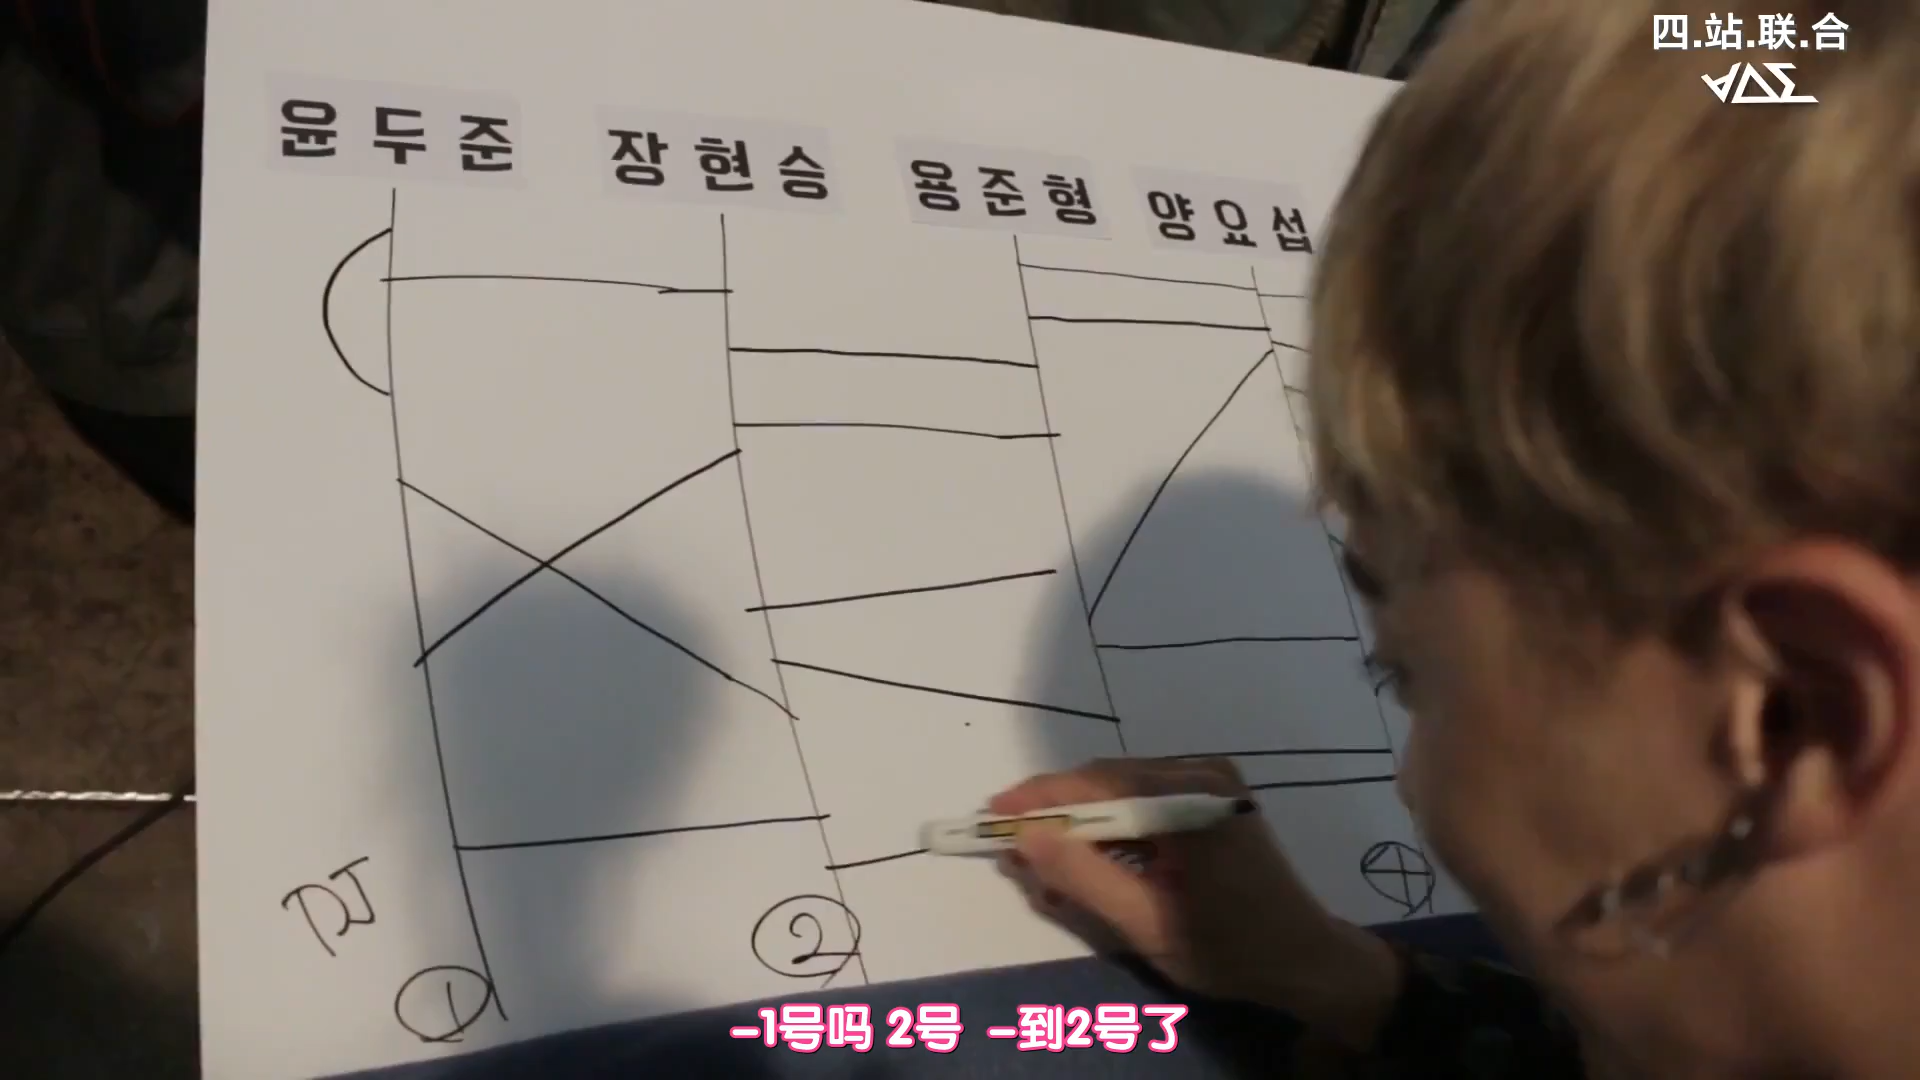 四.站.联.合
윤두준 장현승 용준형 양요섭
DJ
① ② ④
-1号吗 2号 -到2号了